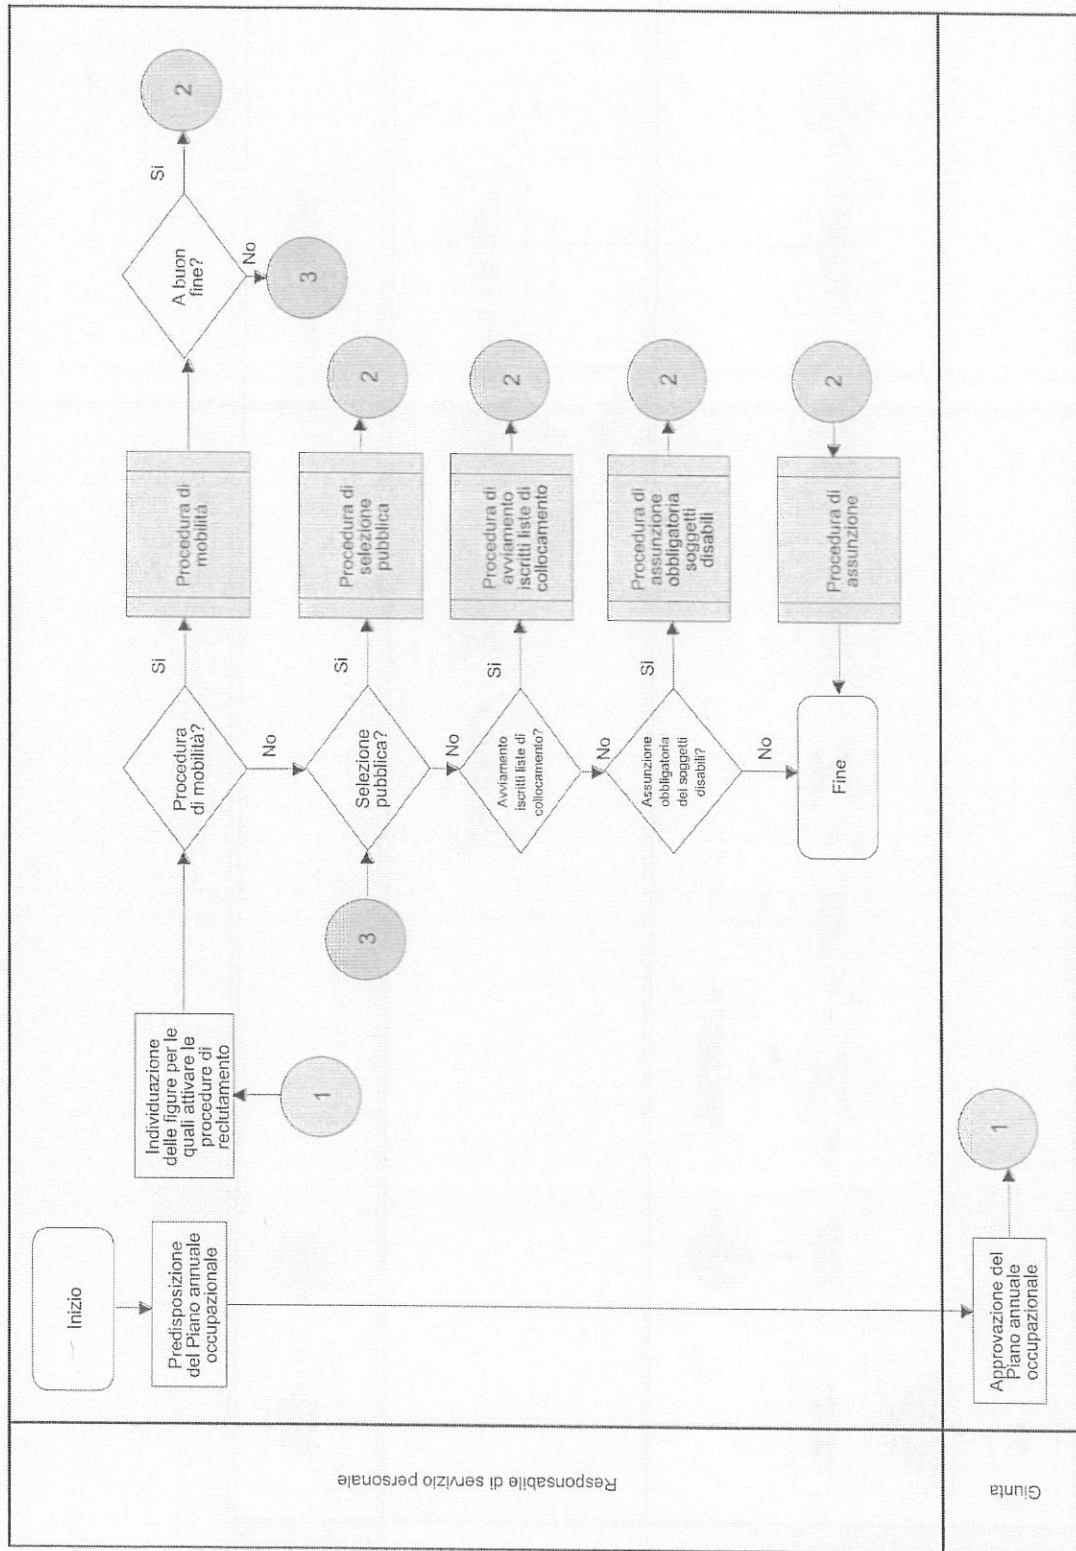 Responsabile di servizio personale
Inizio
Predisposizione
del Piano annuale
occupazionale
Individuazione
delle figure per le
quali attivare le
procedure di
reclutamento
1
Procedura
di mobilità?
Si
No
Procedura di
mobilità
A buon
fine?
Si
2
No
3
3
Selezione
pubblica?
Si
No
Procedura di
selezione
pubblica
2
Avviamento
iscritti liste di
collocamento?
Si
No
Procedura di
avviamento
iscritti liste di
collocamento
2
Assunzione
obbligatoria
dei soggetti
disabili?
Si
No
Procedura di
assunzione
obbligatoria
soggetti
disabili
2
Fine
Procedura di
assunzione
2
Giunta
Approvazione del
Piano annuale
occupazionale
1